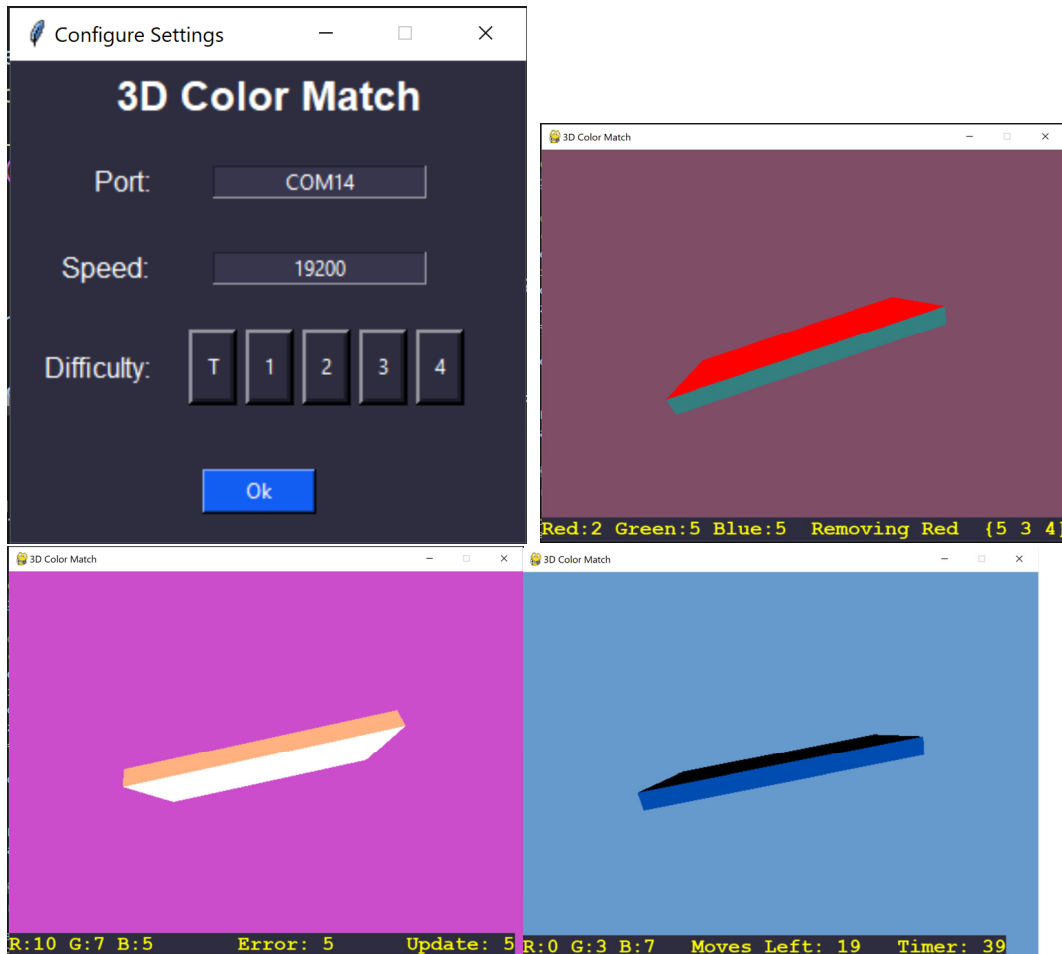 Configure Settings
3D Color Match
Port: COM14
Speed: 19200
Difficulty: T 1 2 3 4
Ok
3D Color Match
Red:2 Green:5 Blue:5 Removing Red {5 3 4}
3D Color Match
R:10 G:7 B:5 Error: 5 Update: 5
3D Color Match
R:0 G:3 B:7 Moves Left: 19 Timer: 39